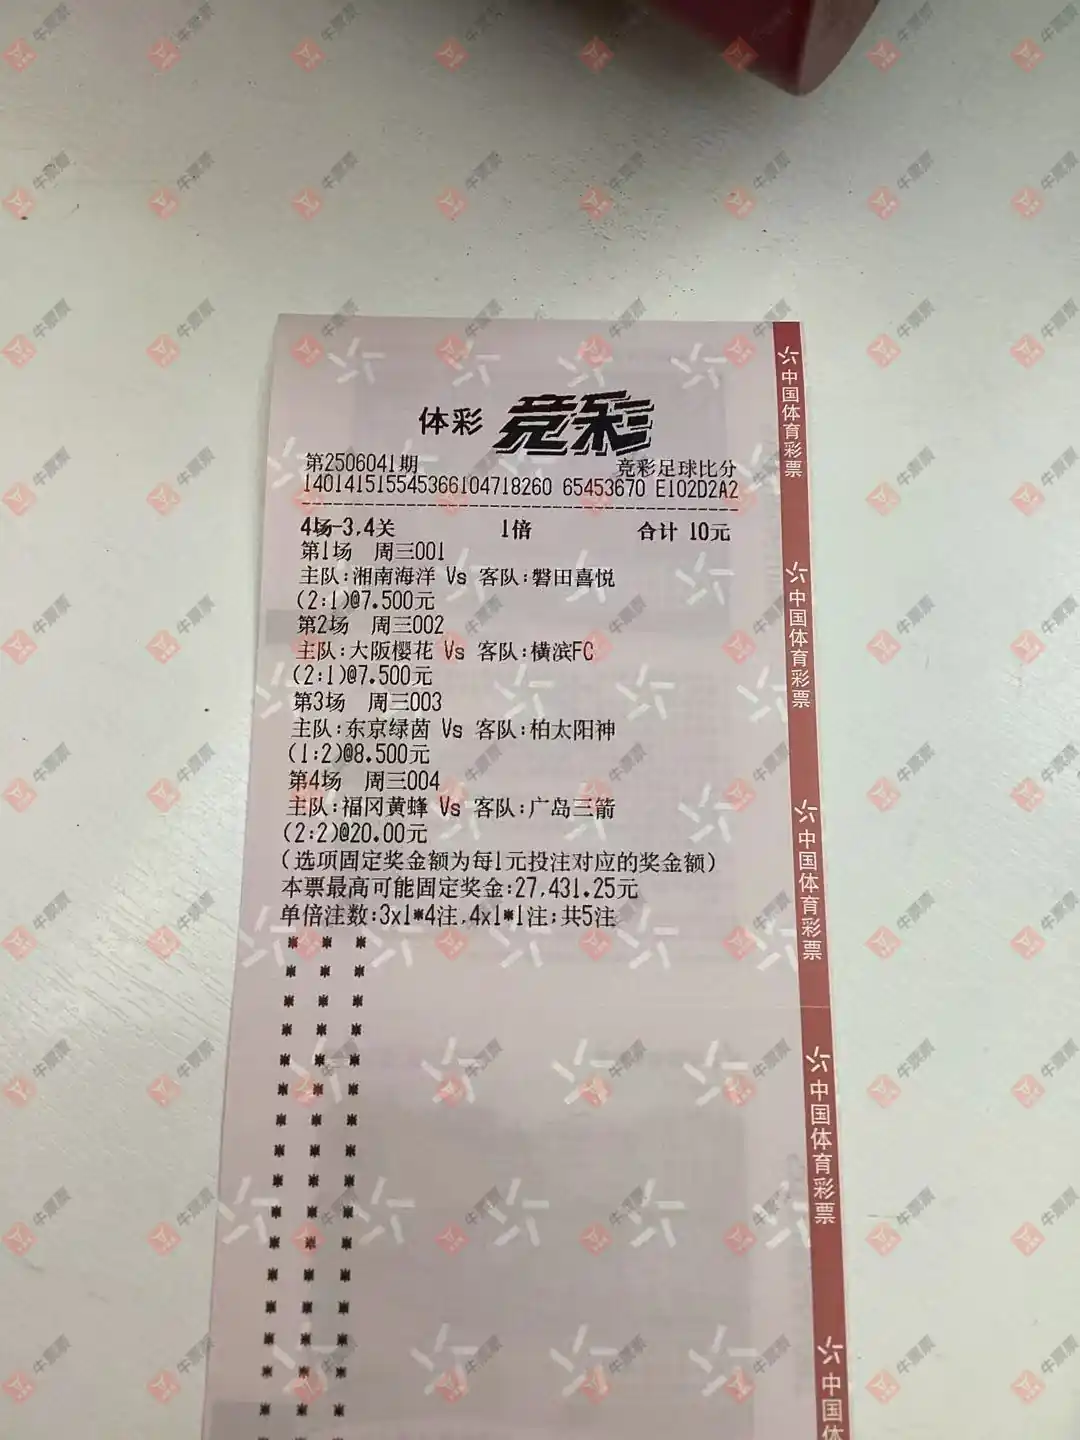 体彩 竞彩
第2506041期 竞彩足球比分
140141515545366104718260 65453670 E102D2A2
4场-3,4关 1倍 合计 10元
第1场 周三001
主队:湘南海洋 Vs 客队:磐田喜悦
(2:1)@7.500元
第2场 周三002
主队:大阪樱花 Vs 客队:横滨FC
(2:1)@7.500元
第3场 周三003
主队:东京绿茵 Vs 客队:柏太阳神
(1:2)@8.500元
第4场 周三004
主队:福冈黄蜂 Vs 客队:广岛三箭
(2:2)@20.00元
(选项固定奖金额为每1元投注对应的奖金额)
本票最高可能固定奖金:27,431.25元
单倍注数:3x1*4注,4x1*1注;共5注
中国体育彩票
中国体育彩票
中国体育彩票
中国体育彩票
中国体
牛票票